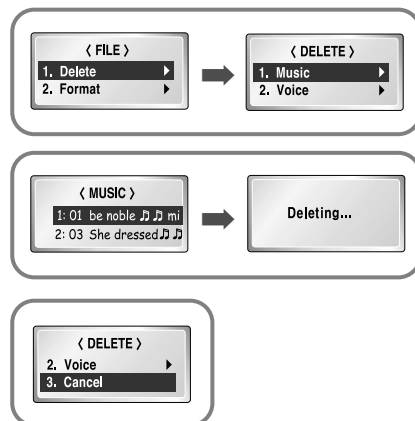 < FILE >
1. Delete ▶
2. Format ▶
< DELETE >
1. Music ▶
2. Voice ▶
< MUSIC >
1: 01 be noble ♫ ♫ mi
2: 03 She dressed ♫ ♫
Deleting...
< DELETE >
2. Voice ▶
3. Cancel